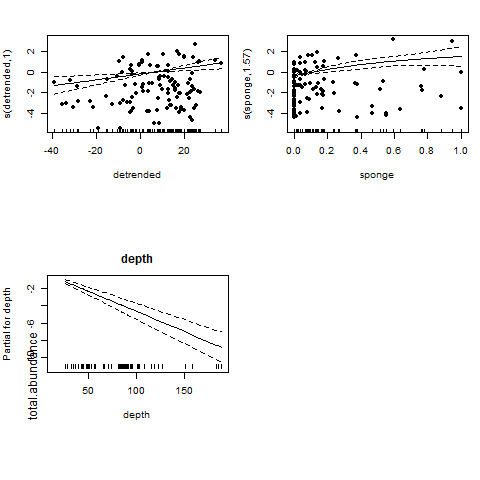 s(detrended,1)
2
0
-2
-4
-40
-20
0
20
detrended
s(sponge,1.57)
2
0
-2
-4
0.0
0.2
0.4
0.6
0.8
1.0
sponge
depth
Partial for depth
total.abundance
-2
-6
50
100
150
depth